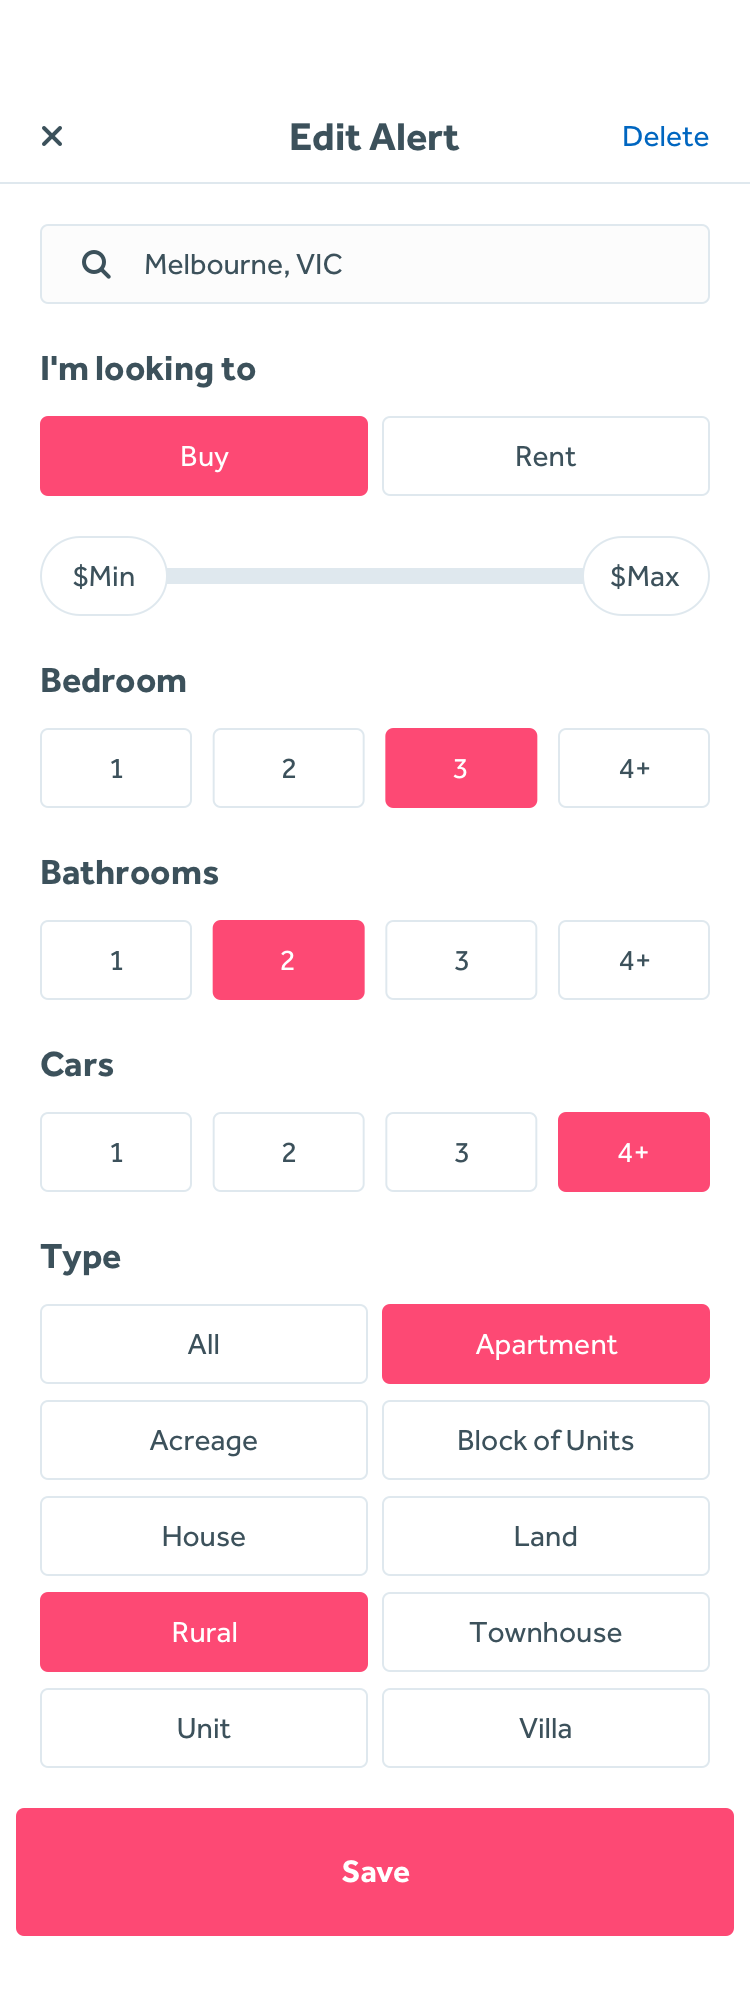 Edit Alert
Delete
Melbourne, VIC
I'm looking to
Buy
Rent
$Min
$Max
Bedroom
1
2
3
4+
Bathrooms
1
2
3
4+
Cars
1
2
3
4+
Type
All
Apartment
Acreage
Block of Units
House
Land
Rural
Townhouse
Unit
Villa
Save